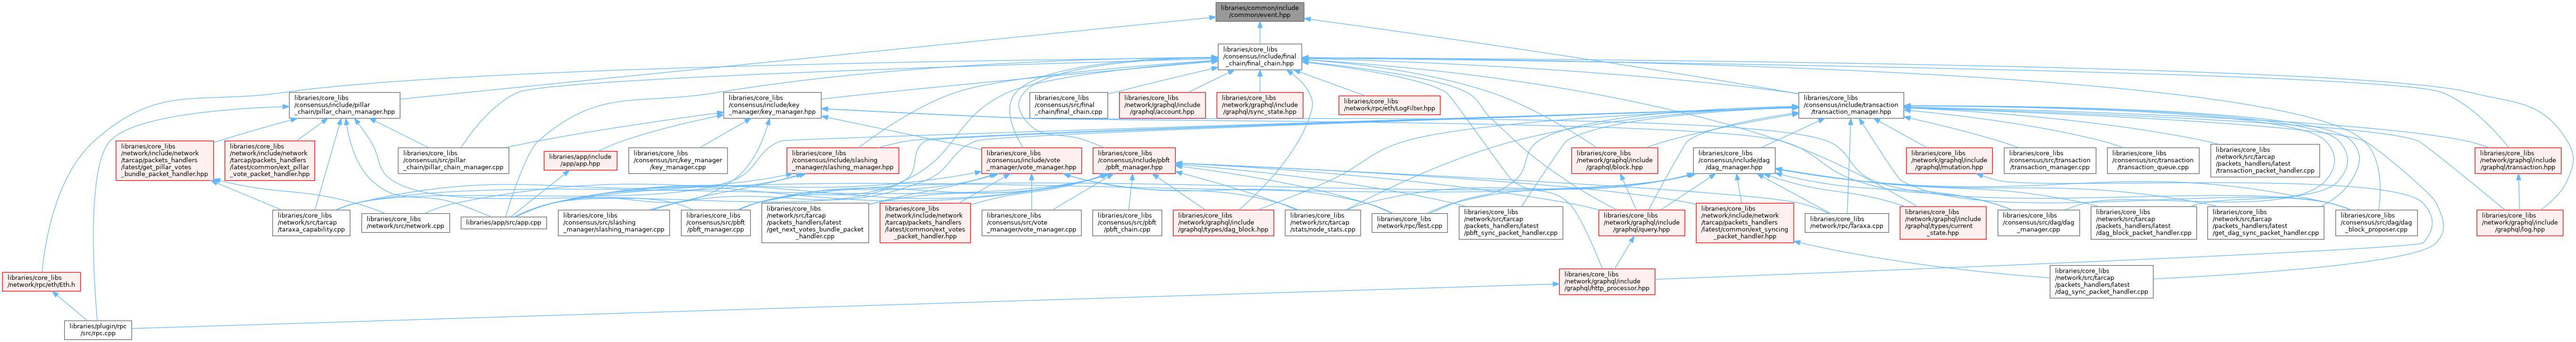 libraries/common/include
/common/event.hpp
libraries/core_libs
/consensus/include/final
_chain/final_chain.hpp
libraries/core_libs
/consensus/include/pillar
_chain/pillar_chain_manager.hpp
libraries/core_libs
/consensus/include/key
_manager/key_manager.hpp
libraries/core_libs
/consensus/src/final
_chain/final_chain.cpp
libraries/core_libs
/network/graphql/include
/graphql/account.hpp
libraries/core_libs
/network/graphql/include
/graphql/sync_state.hpp
libraries/core_libs
/network/rpc/eth/LogFilter.hpp
libraries/core_libs
/consensus/include/transaction
/transaction_manager.hpp
libraries/core_libs
/network/include/network
/tarcap/packets_handlers
/latest/get_pillar_votes
_bundle_packet_handler.hpp
libraries/core_libs
/network/include/network
/tarcap/packets_handlers
/latest/common/ext_pillar
_vote_packet_handler.hpp
libraries/core_libs
/consensus/src/pillar
_chain/pillar_chain_manager.cpp
libraries/app/include
/app/app.hpp
libraries/core_libs
/consensus/src/key_manager
/key_manager.cpp
libraries/core_libs
/consensus/include/slashing
_manager/slashing_manager.hpp
libraries/core_libs
/consensus/include/vote
_manager/vote_manager.hpp
libraries/core_libs
/consensus/include/pbft
/pbft_manager.hpp
libraries/core_libs
/network/graphql/include
/graphql/block.hpp
libraries/core_libs
/consensus/include/dag
/dag_manager.hpp
libraries/core_libs
/network/graphql/include
/graphql/mutation.hpp
libraries/core_libs
/consensus/src/transaction
/transaction_manager.cpp
libraries/core_libs
/consensus/src/transaction
/transaction_queue.cpp
libraries/core_libs
/network/src/tarcap
/packets_handlers/latest
/transaction_packet_handler.cpp
libraries/core_libs
/network/graphql/include
/graphql/transaction.hpp
libraries/core_libs
/network/src/tarcap
/taraxa_capability.cpp
libraries/core_libs
/network/src/network.cpp
libraries/app/src/app.cpp
libraries/core_libs
/consensus/src/slashing
_manager/slashing_manager.cpp
libraries/core_libs
/consensus/src/pbft
/pbft_manager.cpp
libraries/core_libs
/network/src/tarcap
/packets_handlers/latest
/get_next_votes_bundle_packet
_handler.cpp
libraries/core_libs
/network/include/network
/tarcap/packets_handlers
/latest/common/ext_votes
_packet_handler.hpp
libraries/core_libs
/consensus/src/vote
_manager/vote_manager.cpp
libraries/core_libs
/consensus/src/pbft
/pbft_chain.cpp
libraries/core_libs
/network/graphql/include
/graphql/types/dag_block.hpp
libraries/core_libs
/network/src/tarcap
/stats/node_stats.cpp
libraries/core_libs
/network/rpc/Test.cpp
libraries/core_libs
/network/src/tarcap
/packets_handlers/latest
/pbft_sync_packet_handler.cpp
libraries/core_libs
/network/graphql/include
/graphql/query.hpp
libraries/core_libs
/network/include/network
/tarcap/packets_handlers
/latest/common/ext_syncing
_packet_handler.hpp
libraries/core_libs
/network/rpc/Taraxa.cpp
libraries/core_libs
/network/graphql/include
/graphql/types/current
_state.hpp
libraries/core_libs
/consensus/src/dag/dag
_manager.cpp
libraries/core_libs
/network/src/tarcap
/packets_handlers/latest
/dag_block_packet_handler.cpp
libraries/core_libs
/network/src/tarcap
/packets_handlers/latest
/get_dag_sync_packet_handler.cpp
libraries/core_libs
/consensus/src/dag/dag
_block_proposer.cpp
libraries/core_libs
/network/graphql/include
/graphql/log.hpp
libraries/core_libs
/network/rpc/eth/Eth.h
libraries/core_libs
/network/graphql/include
/graphql/http_processor.hpp
libraries/core_libs
/network/src/tarcap
/packets_handlers/latest
/dag_sync_packet_handler.cpp
libraries/plugin/rpc
/src/rpc.cpp